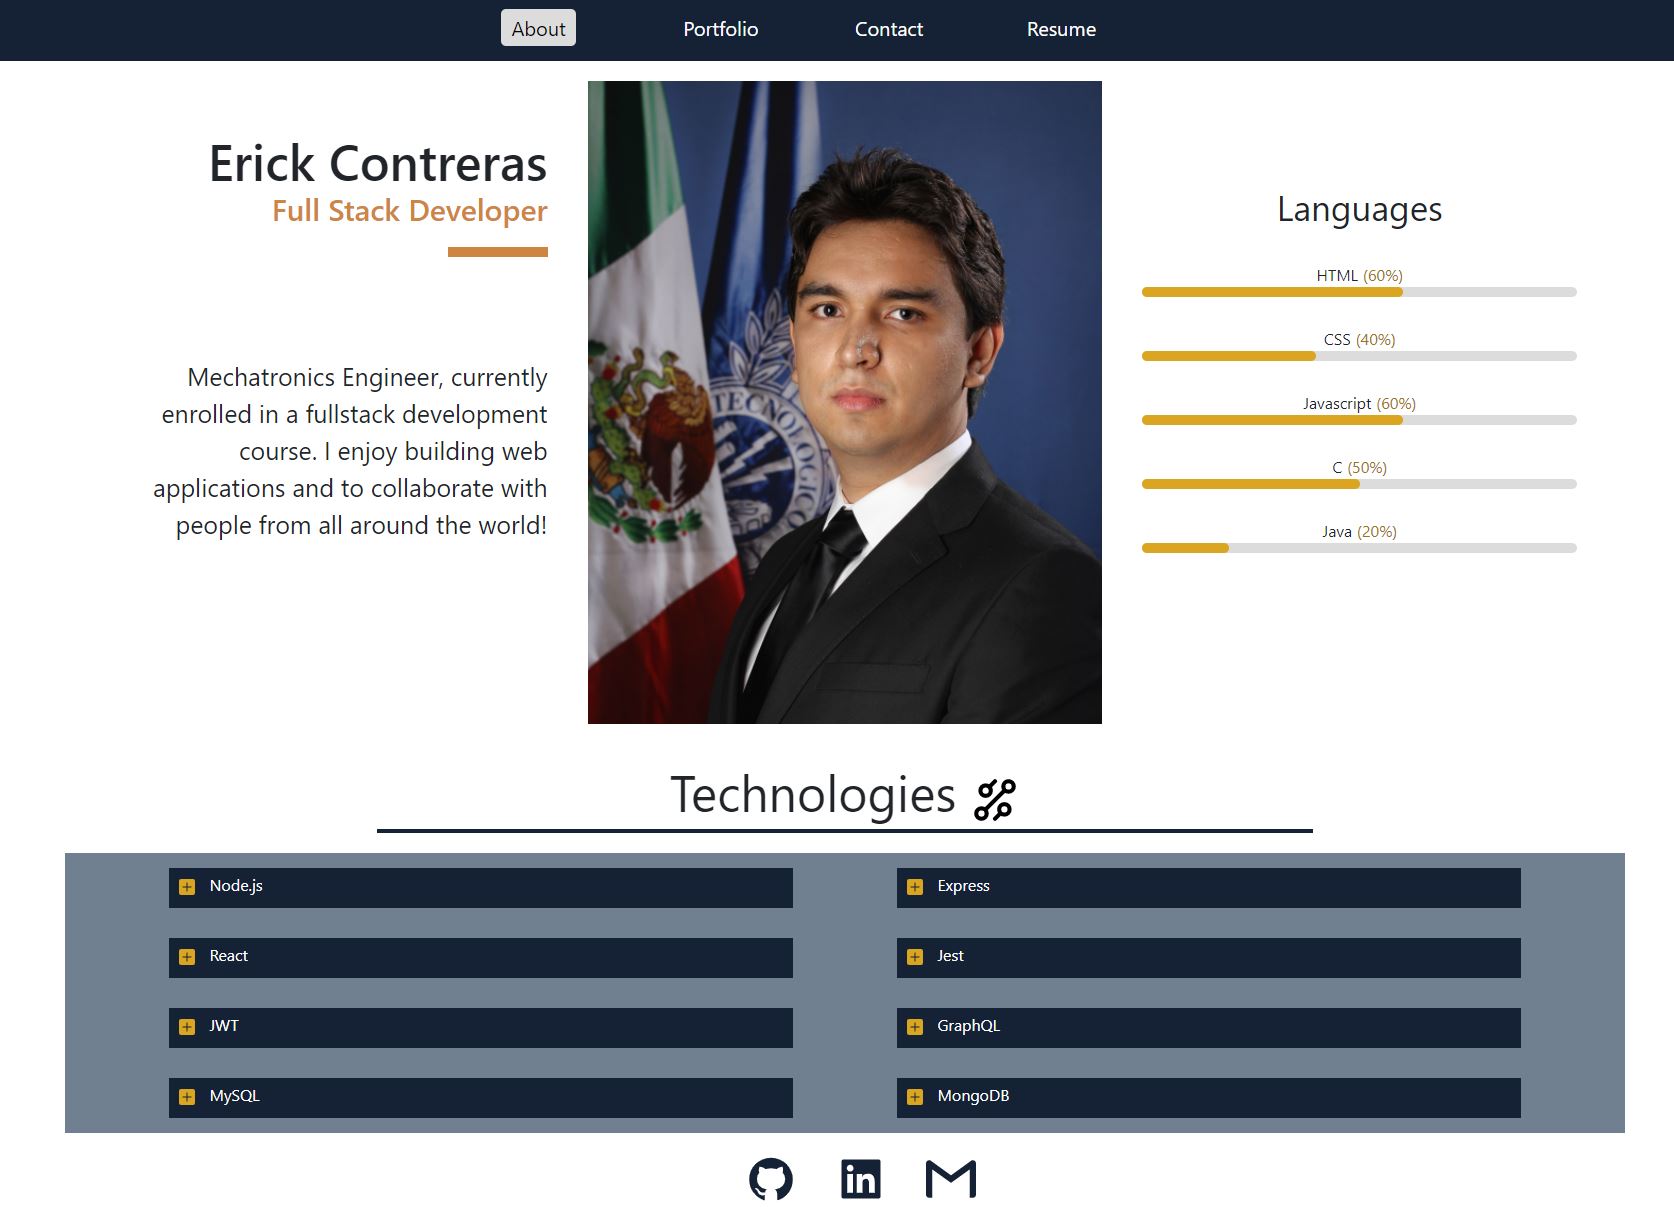 About
Portfolio
Contact
Resume
Erick Contreras
Full Stack Developer
Mechatronics Engineer, currently
enrolled in a fullstack development
course. I enjoy building web
applications and to collaborate with
people from all around the world!
TECNOLOGICO
Languages
HTML (60%)
CSS (40%)
Javascript (60%)
C (50%)
Java (20%)
Technologies
Node.js
Express
React
Jest
JWT
GraphQL
MySQL
MongoDB
in